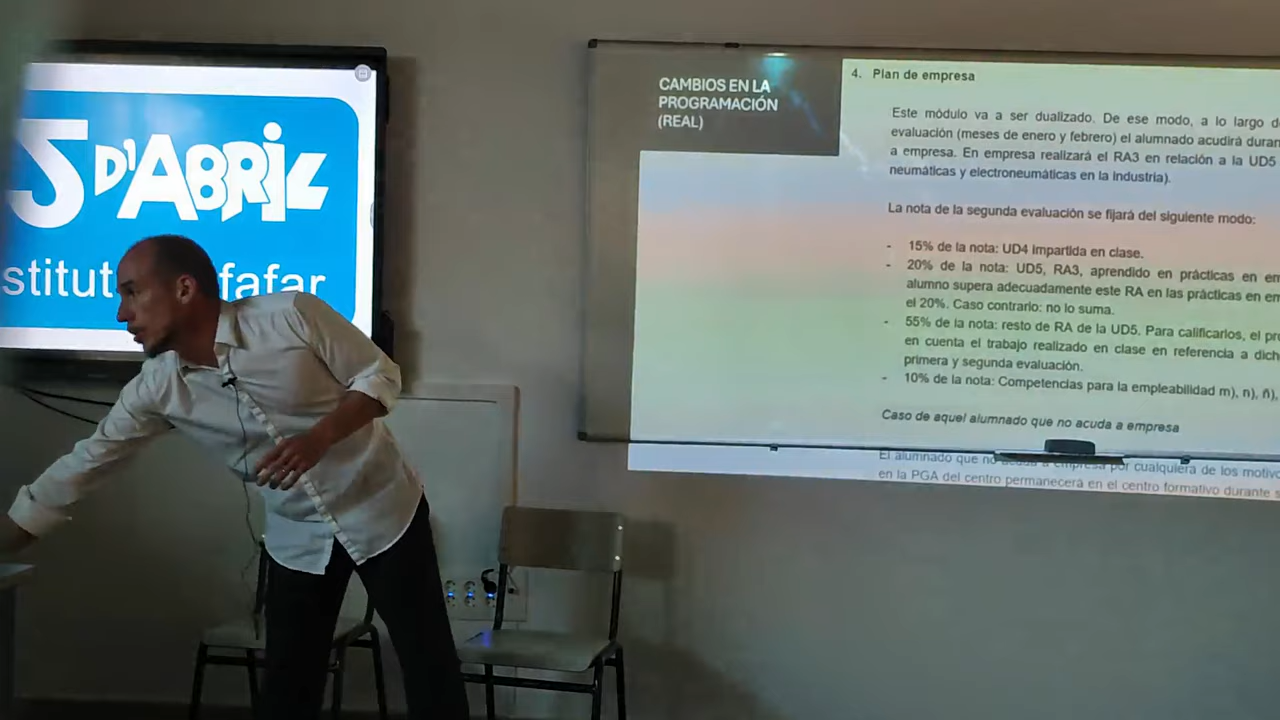 5 D'ABRIL
stitut
fafar
CAMBIOS EN LA
PROGRAMACIÓN
(REAL)
4. Plan de empresa
Este módulo va a ser dualizado. De ese modo, a lo largo d
evaluación (meses de enero y febrero) el alumnado acudirá duran
a empresa. En empresa realizará el RA3 en relación a la UD5
neumáticas y electroneumáticas en la industria).
La nota de la segunda evaluación se fijará del siguiente modo:
- 15% de la nota: UD4 impartida en clase.
- 20% de la nota: UD5, RA3, aprendido en prácticas en em
alumno supera adecuadamente este RA en las prácticas en em
el 20%. Caso contrario: no lo suma.
- 55% de la nota: resto de RA de la UD5. Para calificarlos, el pr
en cuenta el trabajo realizado en clase en referencia a dich
primera y segunda evaluación.
- 10% de la nota: Competencias para la empleabilidad m), n), ñ),
Caso de aquel alumnado que no acuda a empresa
El alumnado que no acuda a empresa por cualquiera de los motivo
en la PGA del centro permanecerá en el centro formativo durante s